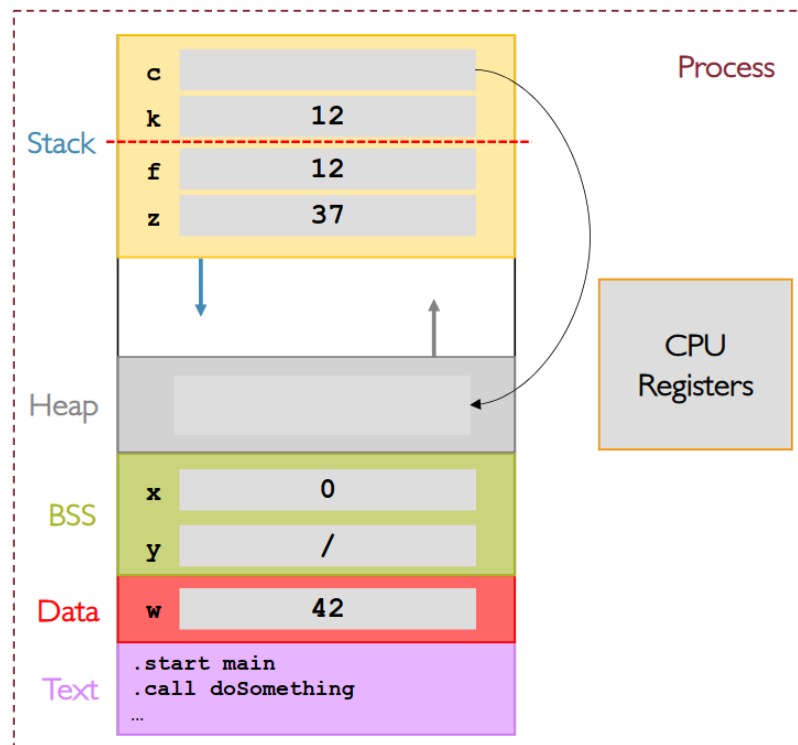 Process
Stack
c
k 12
f 12
z 37
CPU
Registers
Heap
BSS
x 0
y /
Data
w 42
Text
.start main
.call doSomething
…